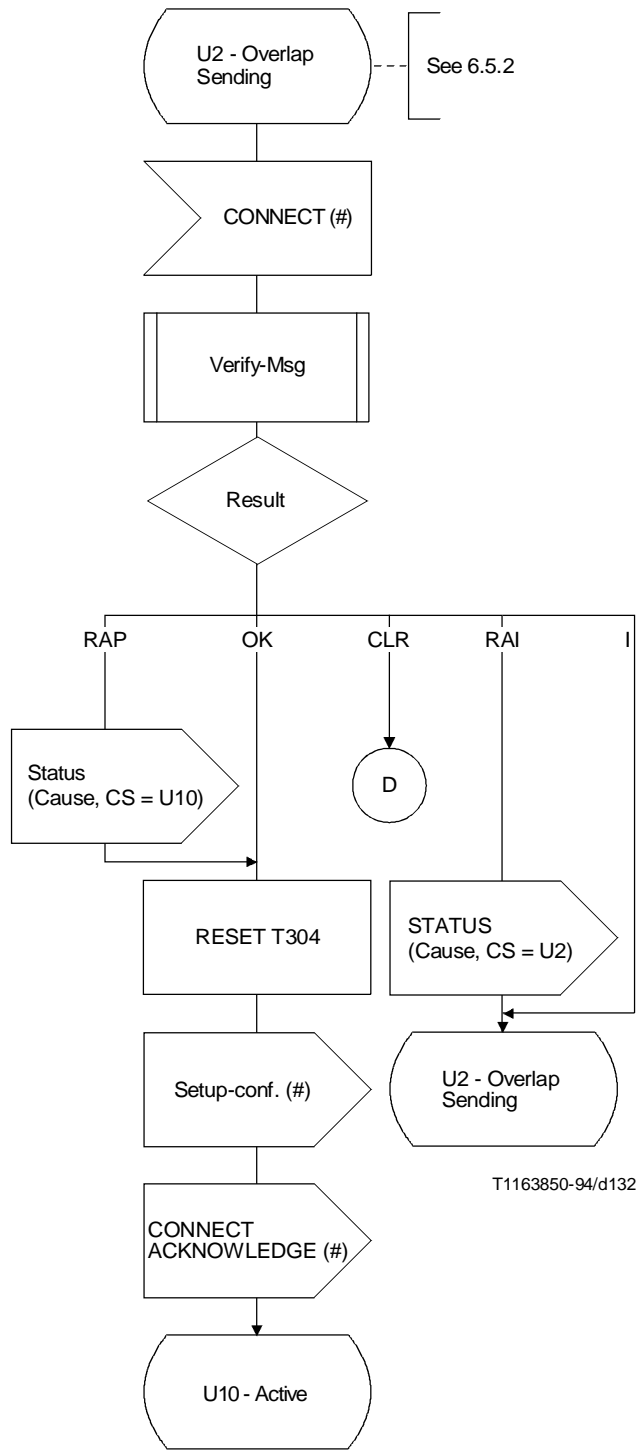 U2 - Overlap
Sending
See 6.5.2
CONNECT (#)
Verify-Msg
Result
RAP
OK
CLR
RAI
I
Status
(Cause, CS = U10)
D
RESET T304
STATUS
(Cause, CS = U2)
Setup-conf. (#)
U2 - Overlap
Sending
T1163850-94/d132
CONNECT
ACKNOWLEDGE (#)
U10 - Active